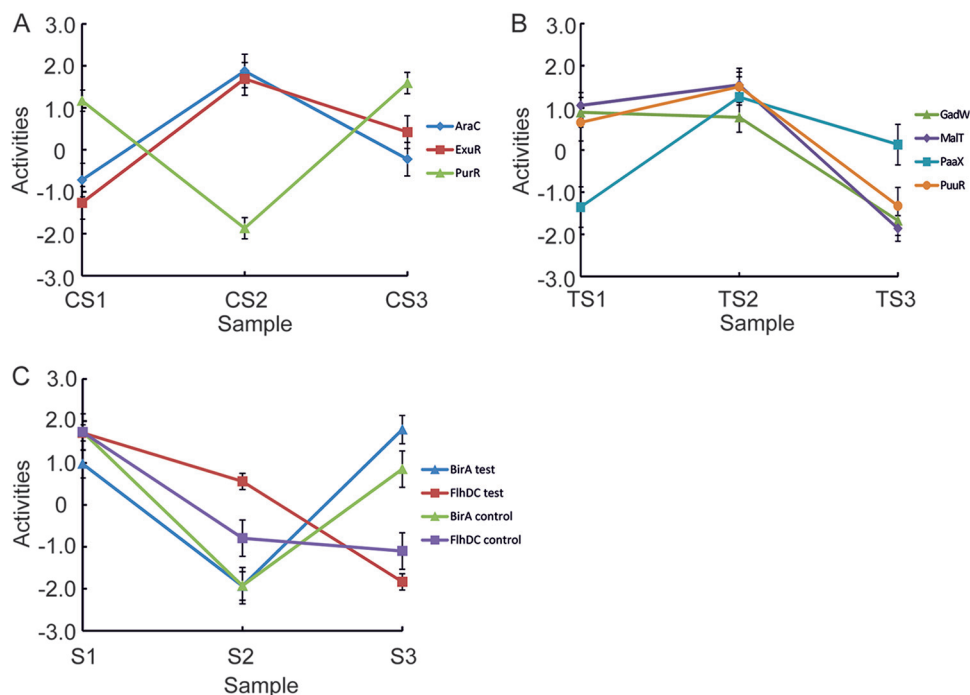 A
3.0
2.0
1.0
0
-1.0
-2.0
-3.0
Activities
CS1 CS2 CS3
Sample
AraC
ExuR
PurR
B
3.0
2.0
1.0
0
-1.0
-2.0
-3.0
Activities
TS1 TS2 TS3
Sample
GadW
MalT
PaaX
PuuR
C
3.0
2.0
1.0
0
-1.0
-2.0
-3.0
Activities
S1 S2 S3
Sample
BirA test
FlhDC test
BirA control
FlhDC control